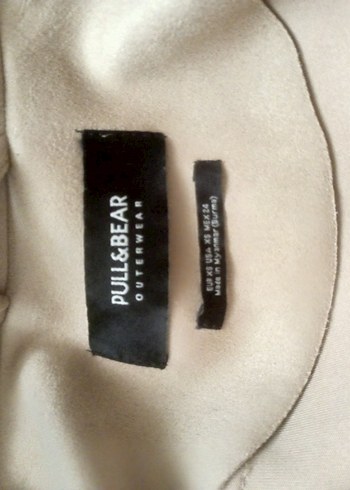 PULL&BEAR
OUTERWEAR
EUR XS USA XS MEX 24
Made in Myanmar (Burma)